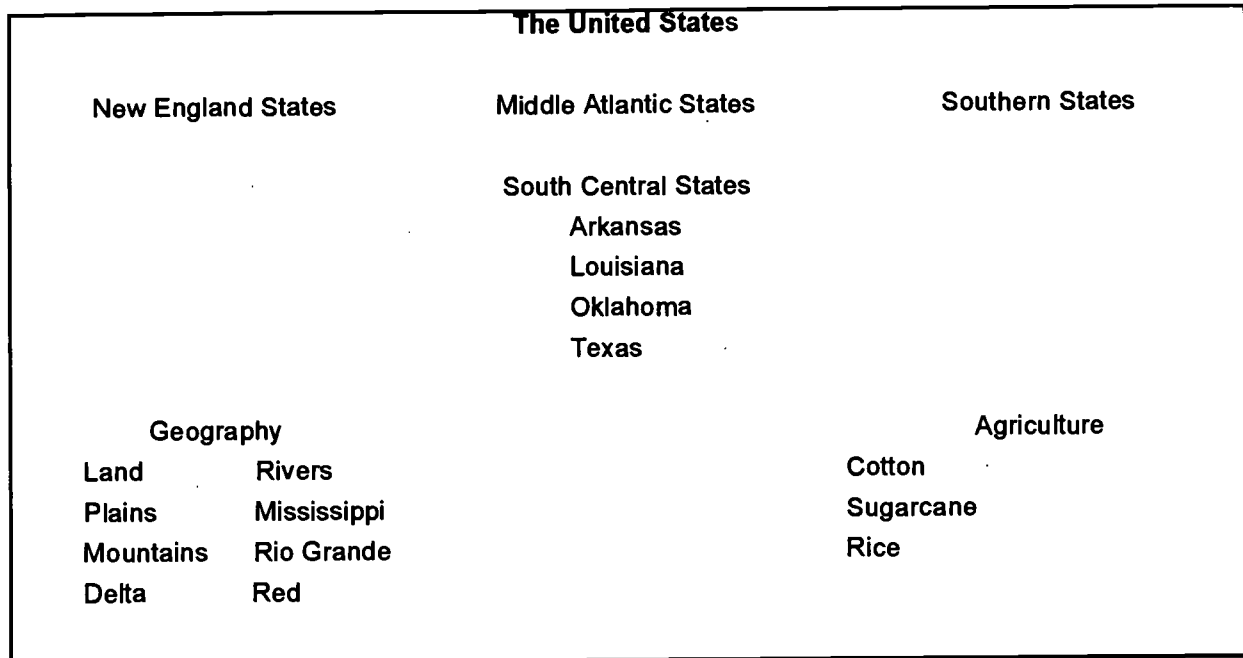 The United States
New England States Middle Atlantic States Southern States
South Central States
Arkansas
Louisiana
Oklahoma
Texas
Geography Agriculture
Land Rivers Cotton
Plains Mississippi Sugarcane
Mountains Rio Grande Rice
Delta Red